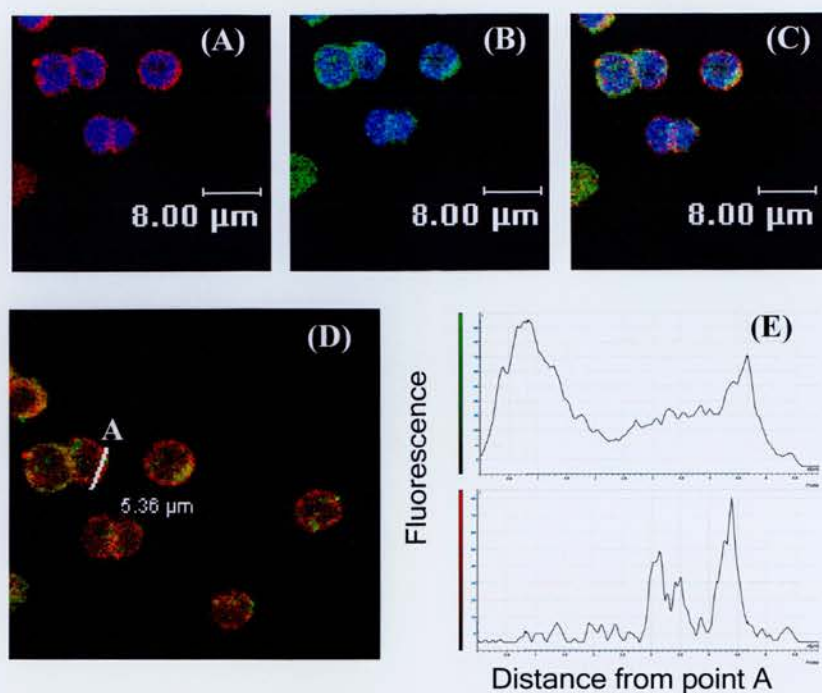 (A)
8.00 µm
(B)
8.00 µm
(C)
8.00 µm
(D)
A
5.36 µm
(E)
Fluorescence
Distance from point A